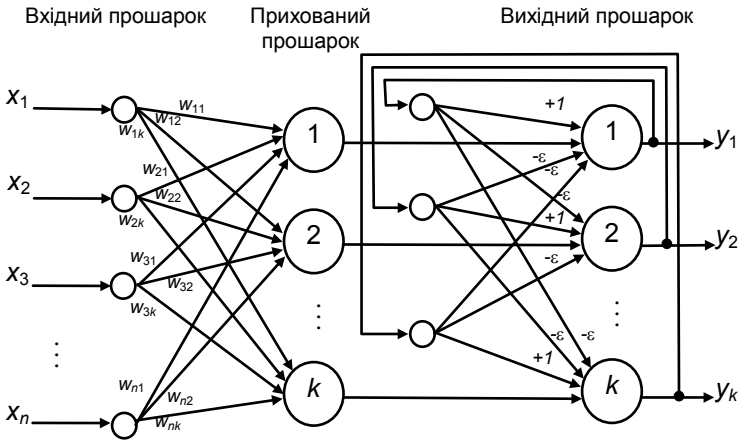 Вхідний прошарок
Прихований
прошарок
Вихідний прошарок
x1
x2
x3
⋮
xn
w11
w12
w1k
w21
w22
w2k
w31
w32
w3k
wn1
wn2
wnk
1
2
⋮
k
+1
-ε
-ε
-ε
+1
-ε
-ε
-ε
+1
1
2
⋮
k
y1
y2
yk